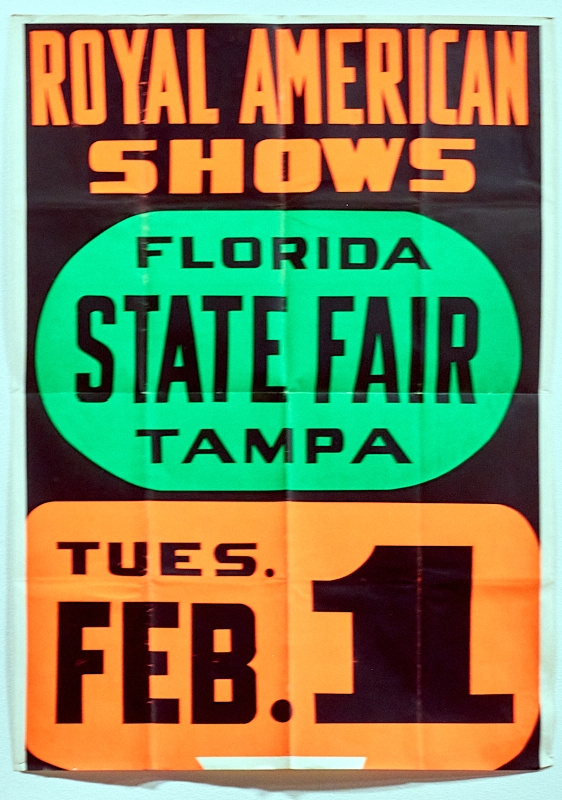 ROYAL AMERICAN
SHOWS
FLORIDA
STATE FAIR
TAMPA
TUES.
FEB. 1